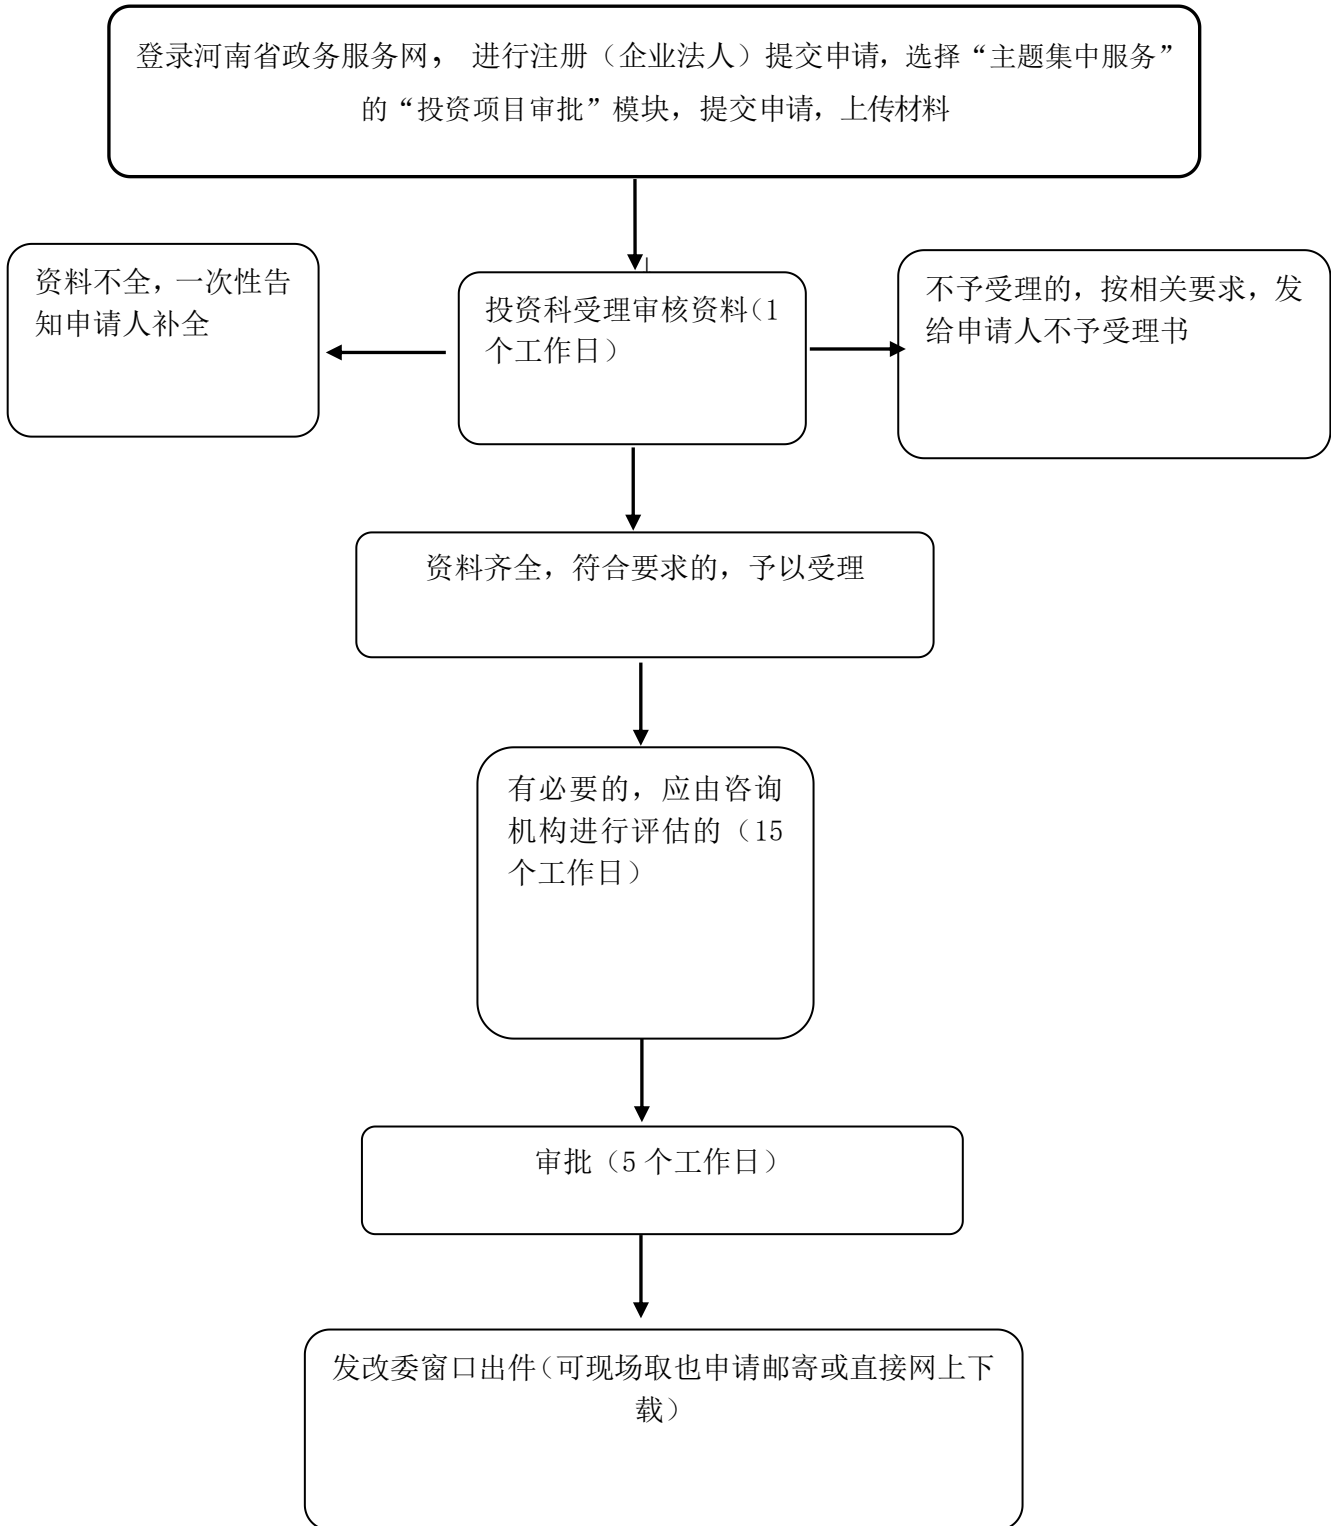 登录河南省政务服务网， 进行注册（企业法人）提交申请，选择“主题集中服务”
的“投资项目审批”模块，提交申请，上传材料
资料不全，一次性告
知申请人补全
投资科受理审核资料（1
个工作日）
不予受理的，按相关要求，发
给申请人不予受理书
资料齐全，符合要求的，予以受理
有必要的，应由咨询
机构进行评估的（15
个工作日）
审批（5 个工作日）
发改委窗口出件（可现场取也申请邮寄或直接网上下
载）